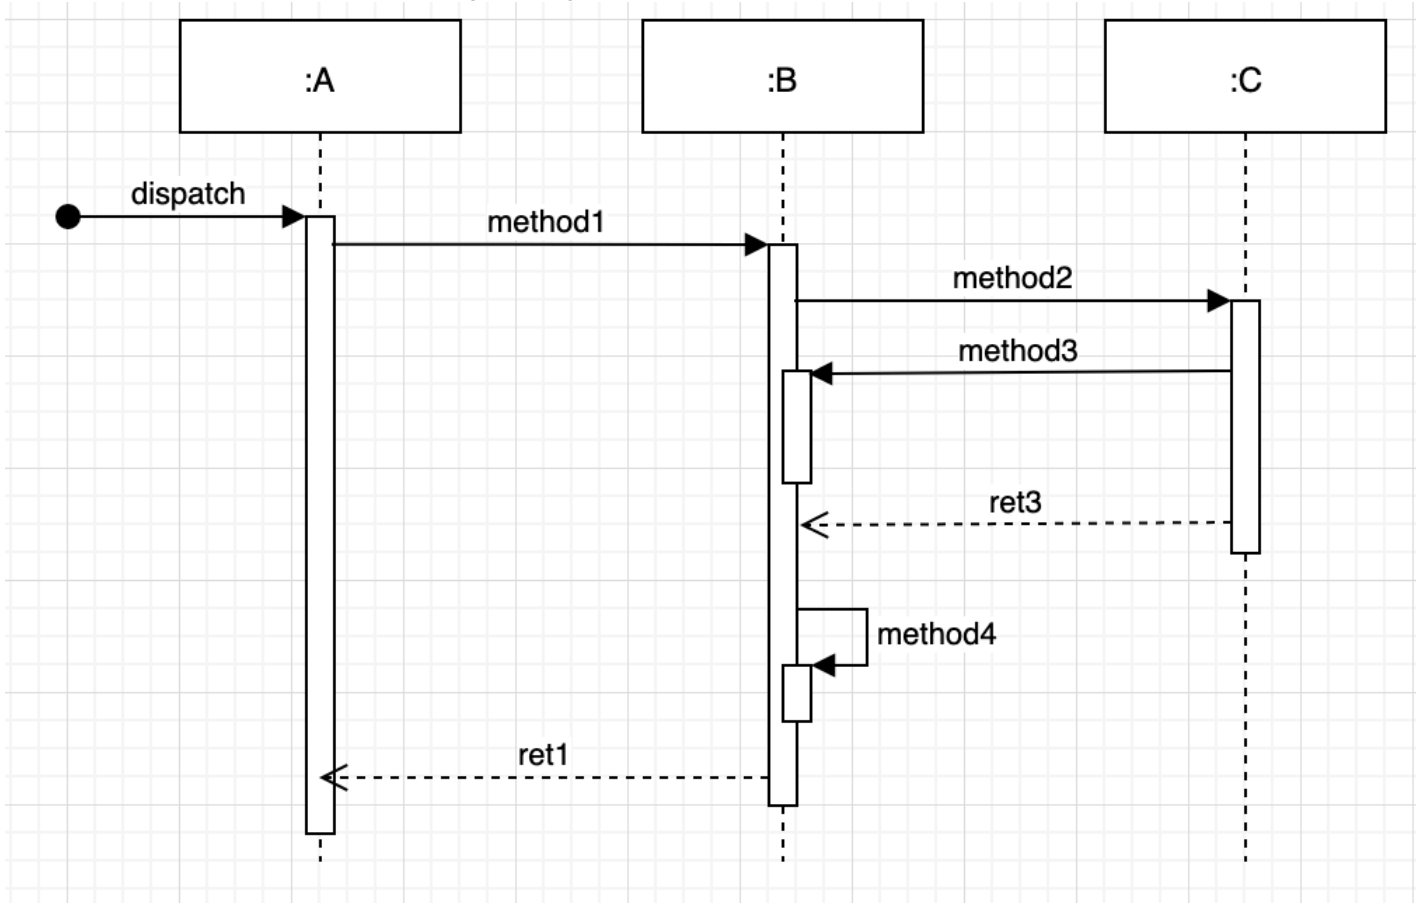 :A
:B
:C
dispatch
method1
method2
method3
ret3
method4
ret1